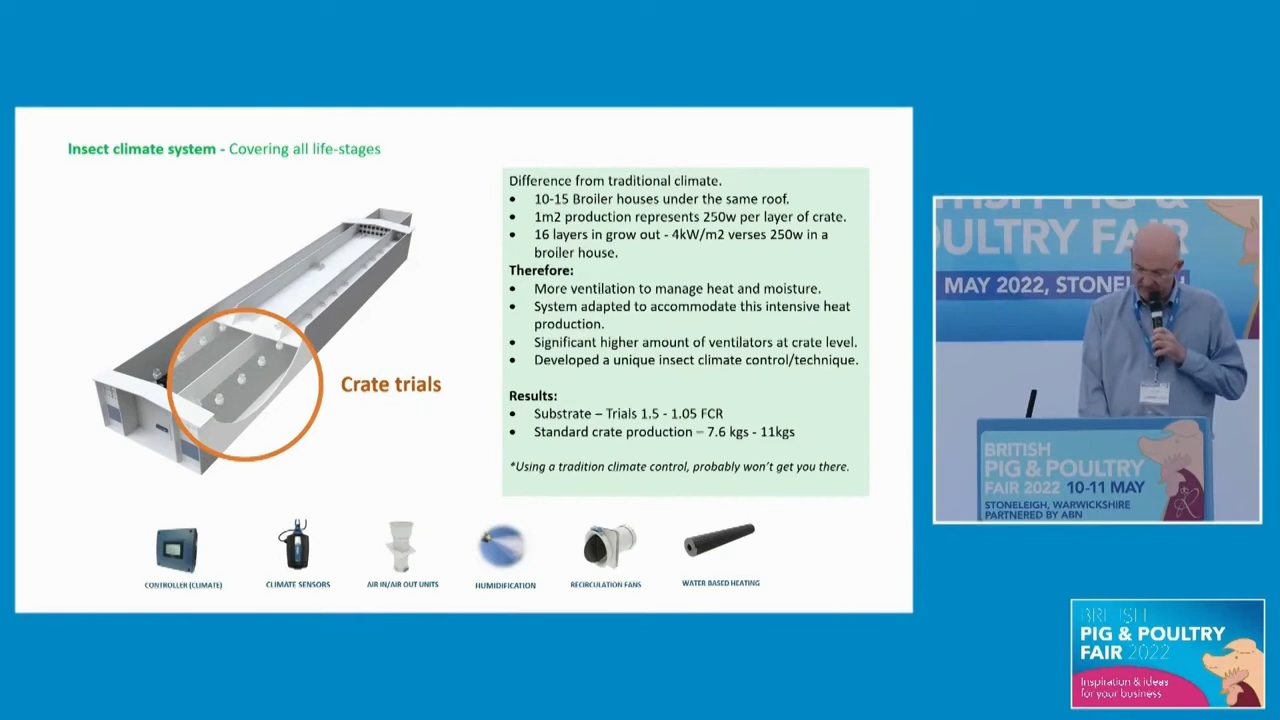 Insect climate system - Covering all life-stages
Difference from traditional climate.
• 10-15 Broiler houses under the same roof.
• 1m2 production represents 250w per layer of crate.
• 16 layers in grow out - 4kW/m2 verses 250w in a
broiler house.
Therefore:
• More ventilation to manage heat and moisture.
• System adapted to accommodate this intensive heat
production.
• Significant higher amount of ventilators at crate level.
• Developed a unique insect climate control/technique.
Results:
• Substrate – Trials 1.5 - 1.05 FCR
• Standard crate production – 7.6 kgs - 11kgs
*Using a tradition climate control, probably won't get you there.
Crate trials
CONTROLLER (CLIMATE)
CLIMATE SENSORS
AIR IN/AIR OUT UNITS
HUMIDIFICATION
RECIRCULATION FANS
WATER BASED HEATING
MAY 2022,
BRITISH
PIG & POULTRY
FAIR 2022 10-11 MAY
STONELEIGH, WARWICKSHIRE
PARTNERED BY ABN
BRITISH
PIG & POULTRY
FAIR 2022
Inspiration & ideas
for your business